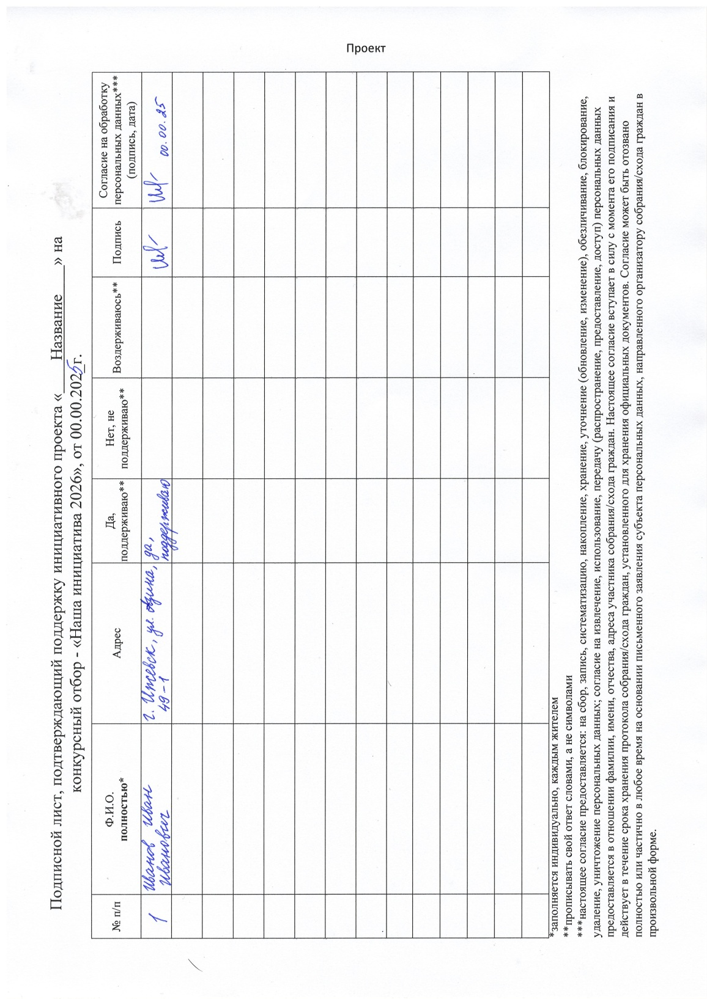 Проект
Подписной лист, подтверждающий поддержку инициативного проекта «____Название____» на
конкурсный отбор - «Наша инициатива 2026», от 00.00.2025 г.
№ п/п
Ф.И.О.
полностью*
Адрес
Да,
поддерживаю**
Нет, не
поддерживаю**
Воздерживаюсь**
Подпись
Согласие на обработку
персональных данных***
(подпись, дата)
1
Иванов Иван
Иванович
г. Ижевск, ул. Азина,
49-1
да,
поддерживаю
00.00.25
*заполняется индивидуально, каждым жителем
**прописывать свой ответ словами, а не символами
***настоящее согласие предоставляется: на сбор, запись, систематизацию, накопление, хранение, уточнение (обновление, изменение), обезличивание, блокирование,
удаление, уничтожение персональных данных; согласие на извлечение, использование, передачу (распространение, предоставление, доступ) персональных данных
предоставляется в отношении фамилии, имени, отчества, адреса участника собрания/схода граждан. Настоящее согласие вступает в силу с момента его подписания и
действует в течение срока хранения протокола собрания/схода граждан, установленного для хранения официальных документов. Согласие может быть отозвано
полностью или частично в любое время на основании письменного заявления субъекта персональных данных, направленного организатору собрания/схода граждан в
произвольной форме.